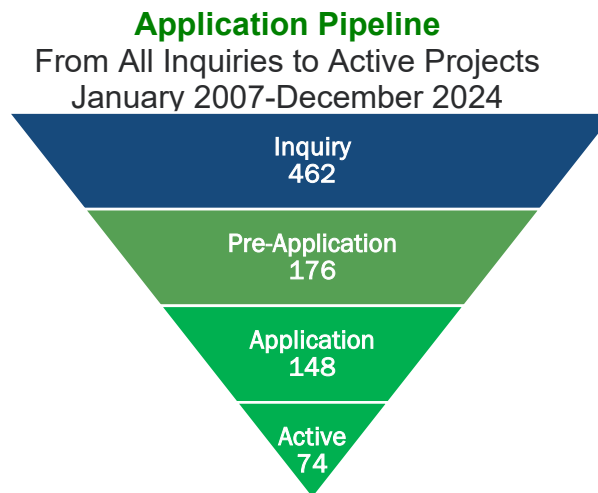 Application Pipeline
From All Inquiries to Active Projects
January 2007-December 2024
Inquiry
462
Pre-Application
176
Application
148
Active
74